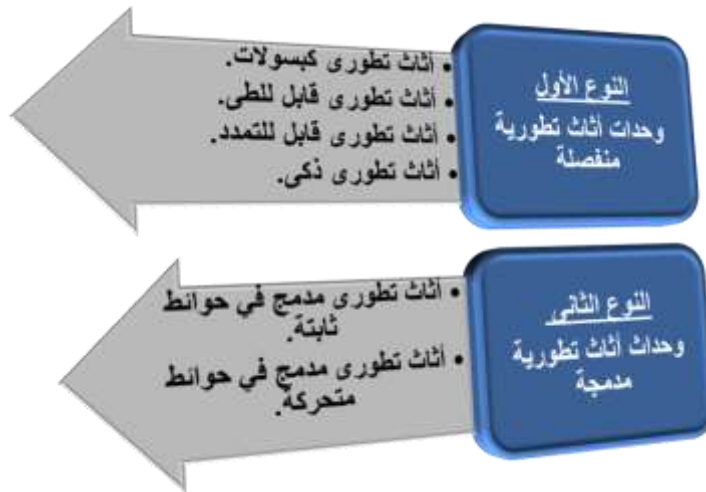 النوع الأول
وحدات أثاث تطورية
منفصلة
• أثاث تطورى كبسولات.
• أثاث تطورى قابل للطى.
• أثاث تطورى قابل للتمدد.
• أثاث تطورى ذكى.
النوع الثانى
وحداث أثاث تطورية
مدمجة
• أثاث تطورى مدمج في حوائط
ثابتة.
• أثاث تطورى مدمج في حوائط
متحركة.